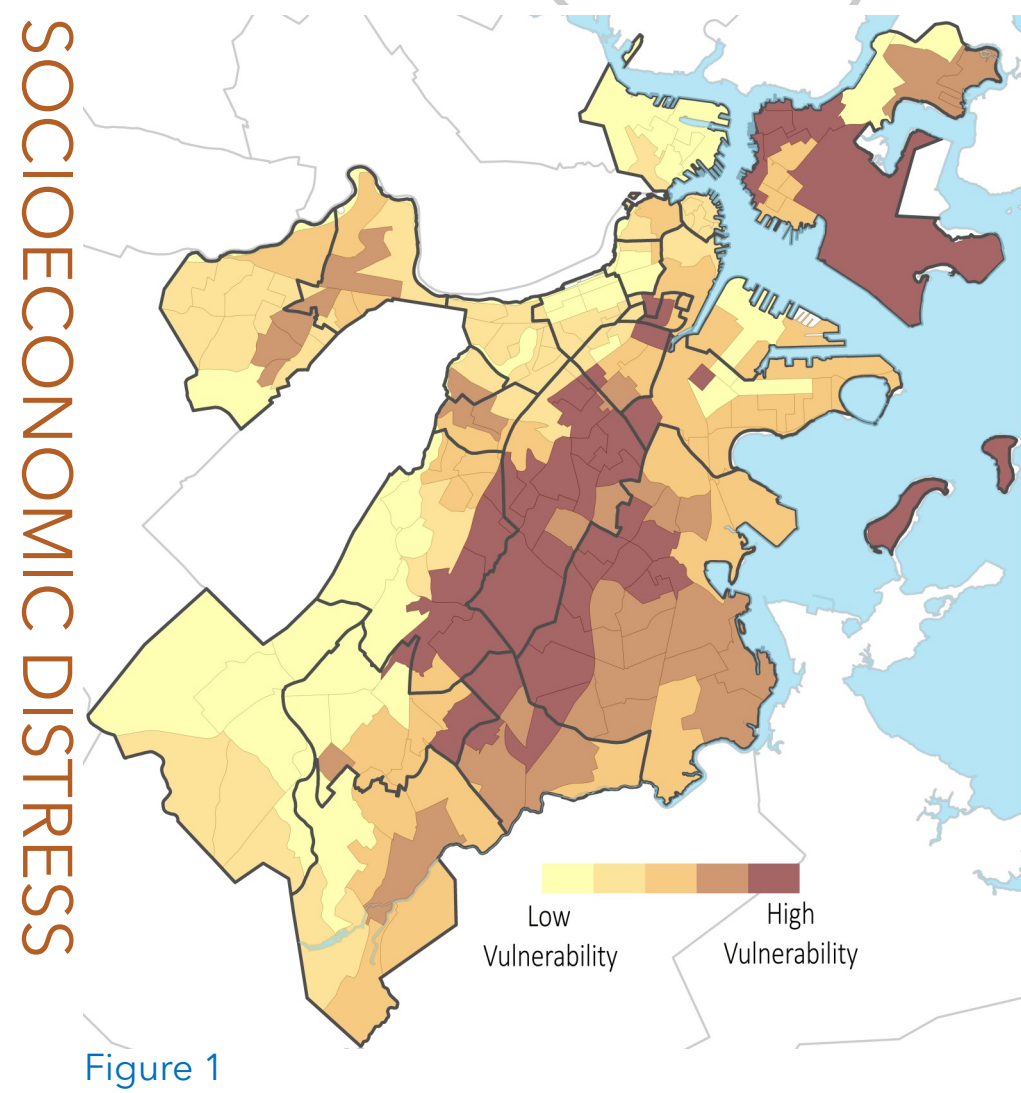 SOCIOECONOMIC DISTRESS
Low
Vulnerability
High
Vulnerability
Figure 1